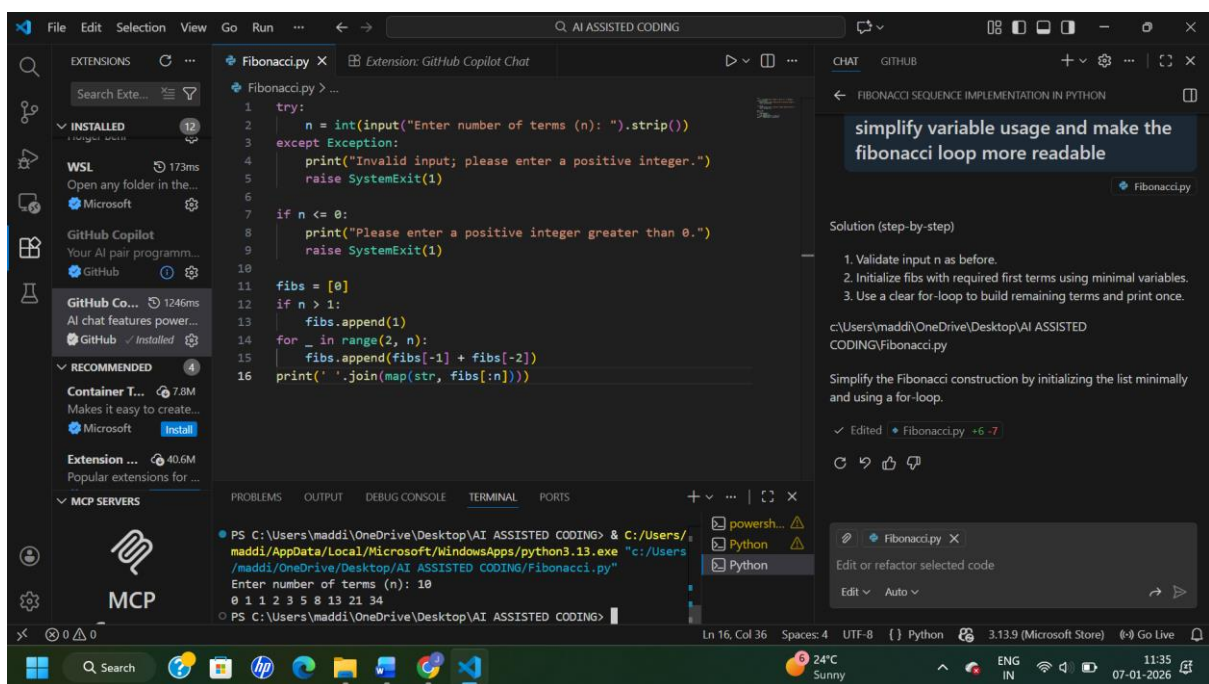 File Edit Selection View Go Run ... AI ASSISTED CODING
EXTENSIONS
Search Exte...
INSTALLED 12
WSL 173ms
Open any folder in the...
Microsoft
GitHub Copilot
Your AI pair programm...
GitHub
GitHub Co... 1246ms
AI chat features power...
GitHub Installed
RECOMMENDED 4
Container T... 7.8M
Makes it easy to create...
Microsoft Install
Extension ... 40.6M
Popular extensions for ...
MCP SERVERS
MCP
Fibonacci.py Extension: GitHub Copilot Chat
Fibonacci.py > ...
1 try:
2     n = int(input("Enter number of terms (n): ").strip())
3 except Exception:
4     print("Invalid input; please enter a positive integer.")
5     raise SystemExit(1)
6
7 if n <= 0:
8     print("Please enter a positive integer greater than 0.")
9     raise SystemExit(1)
10
11 fibs = [0]
12 if n > 1:
13     fibs.append(1)
14 for _ in range(2, n):
15     fibs.append(fibs[-1] + fibs[-2])
16 print(' '.join(map(str, fibs[:n])))
PROBLEMS OUTPUT DEBUG CONSOLE TERMINAL PORTS
PS C:\Users\maddi\OneDrive\Desktop\AI ASSISTED CODING> & C:/Users/
maddi/AppData/Local/Microsoft/WindowsApps/python3.13.exe "c:/Users
/maddi/OneDrive/Desktop/AI ASSISTED CODING/Fibonacci.py"
Enter number of terms (n): 10
0 1 1 2 3 5 8 13 21 34
PS C:\Users\maddi\OneDrive\Desktop\AI ASSISTED CODING>
powersh...
Python
Python
CHAT GITHUB
FIBONACCI SEQUENCE IMPLEMENTATION IN PYTHON
simplify variable usage and make the
fibonacci loop more readable
Fibonacci.py
Solution (step-by-step)
1. Validate input n as before.
2. Initialize fibs with required first terms using minimal variables.
3. Use a clear for-loop to build remaining terms and print once.
c:\Users\maddi\OneDrive\Desktop\AI ASSISTED
CODING\Fibonacci.py
Simplify the Fibonacci construction by initializing the list minimally
and using a for-loop.
Edited Fibonacci.py +6 -7
Fibonacci.py
Edit or refactor selected code
Edit Auto
0 0 Ln 16, Col 36 Spaces: 4 UTF-8 {} Python 3.13.9 (Microsoft Store) Go Live
Search
6 24°C
Sunny
ENG
IN
11:35
07-01-2026